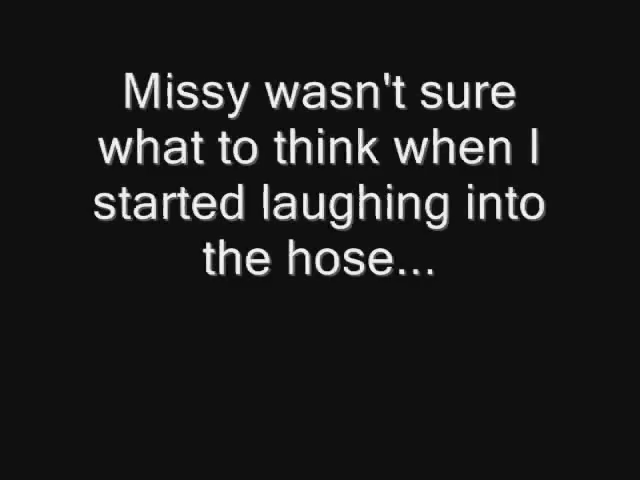 Missy wasn't sure
what to think when I
started laughing into
the hose...